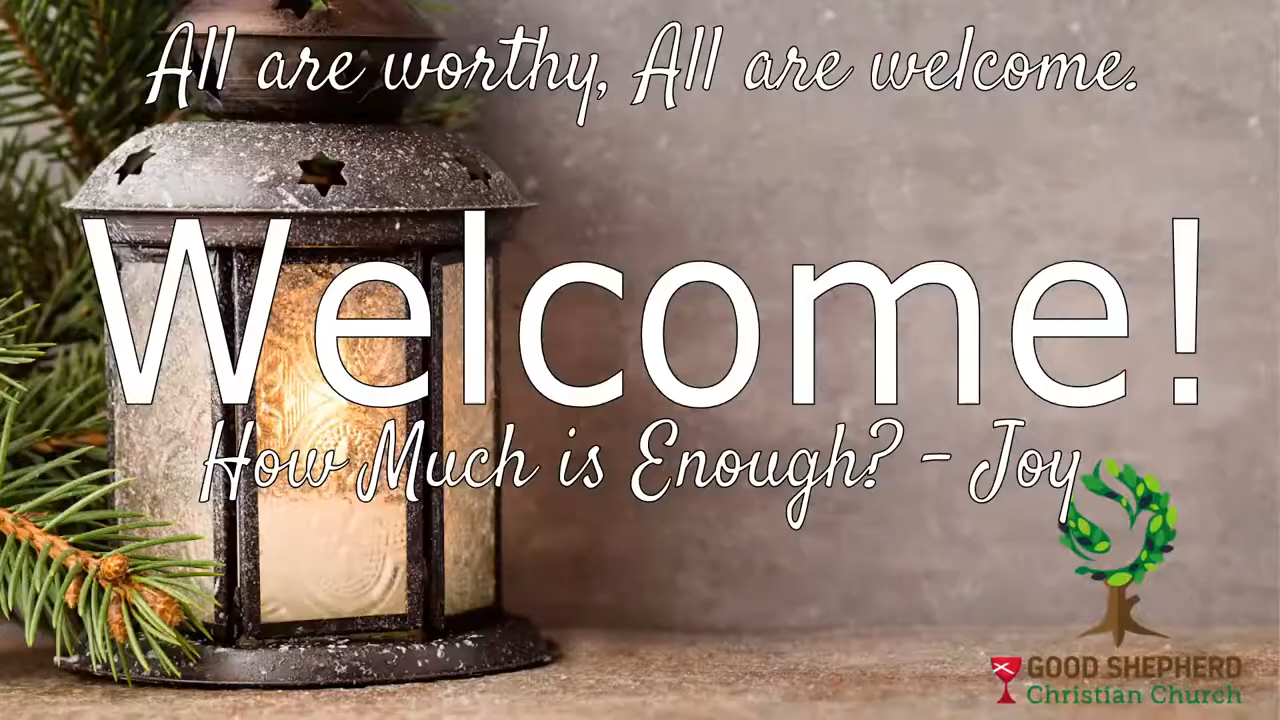 All are worthy, All are welcome.
Welcome!
How Much is Enough? - Joy
GOOD SHEPHERD
Christian Church